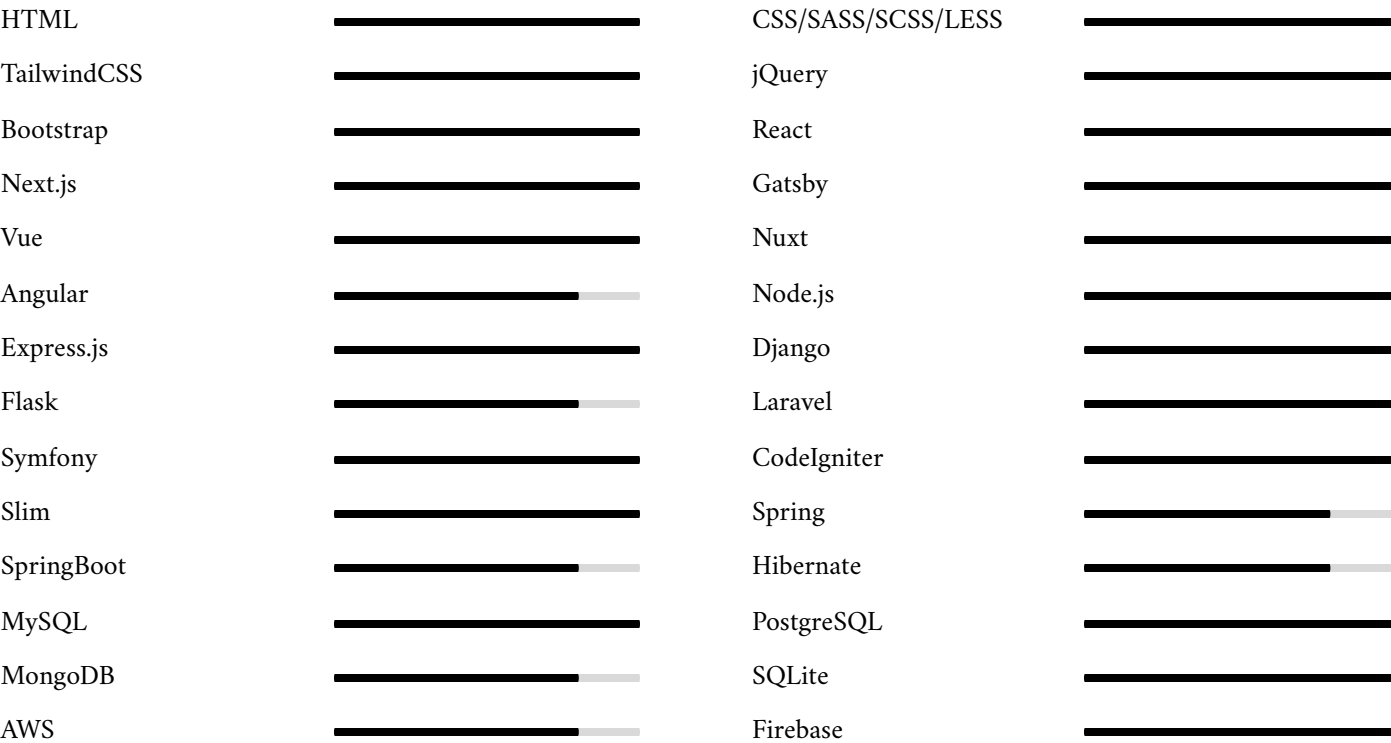 HTML
CSS/SASS/SCSS/LESS
TailwindCSS
jQuery
Bootstrap
React
Next.js
Gatsby
Vue
Nuxt
Angular
Node.js
Express.js
Django
Flask
Laravel
Symfony
CodeIgniter
Slim
Spring
SpringBoot
Hibernate
MySQL
PostgreSQL
MongoDB
SQLite
AWS
Firebase